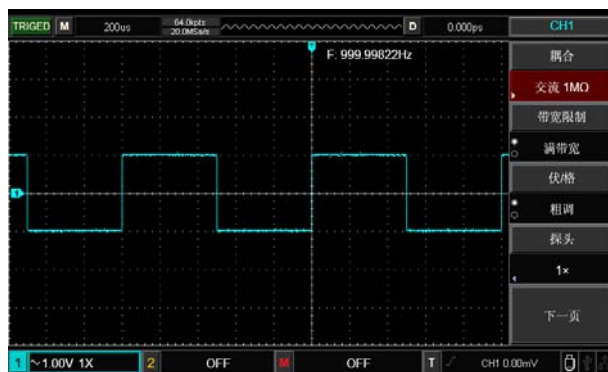 TRIGED M 200us 64.0kpts D 0.000ps CH1
20.0MSa/s
F: 999.99822Hz
耦合
交流 1MΩ
带宽限制
满带宽
伏/格
粗调
探头
1×
下一页
1
1 ~1.00V 1X 2 OFF M OFF T CH1 0.00mV